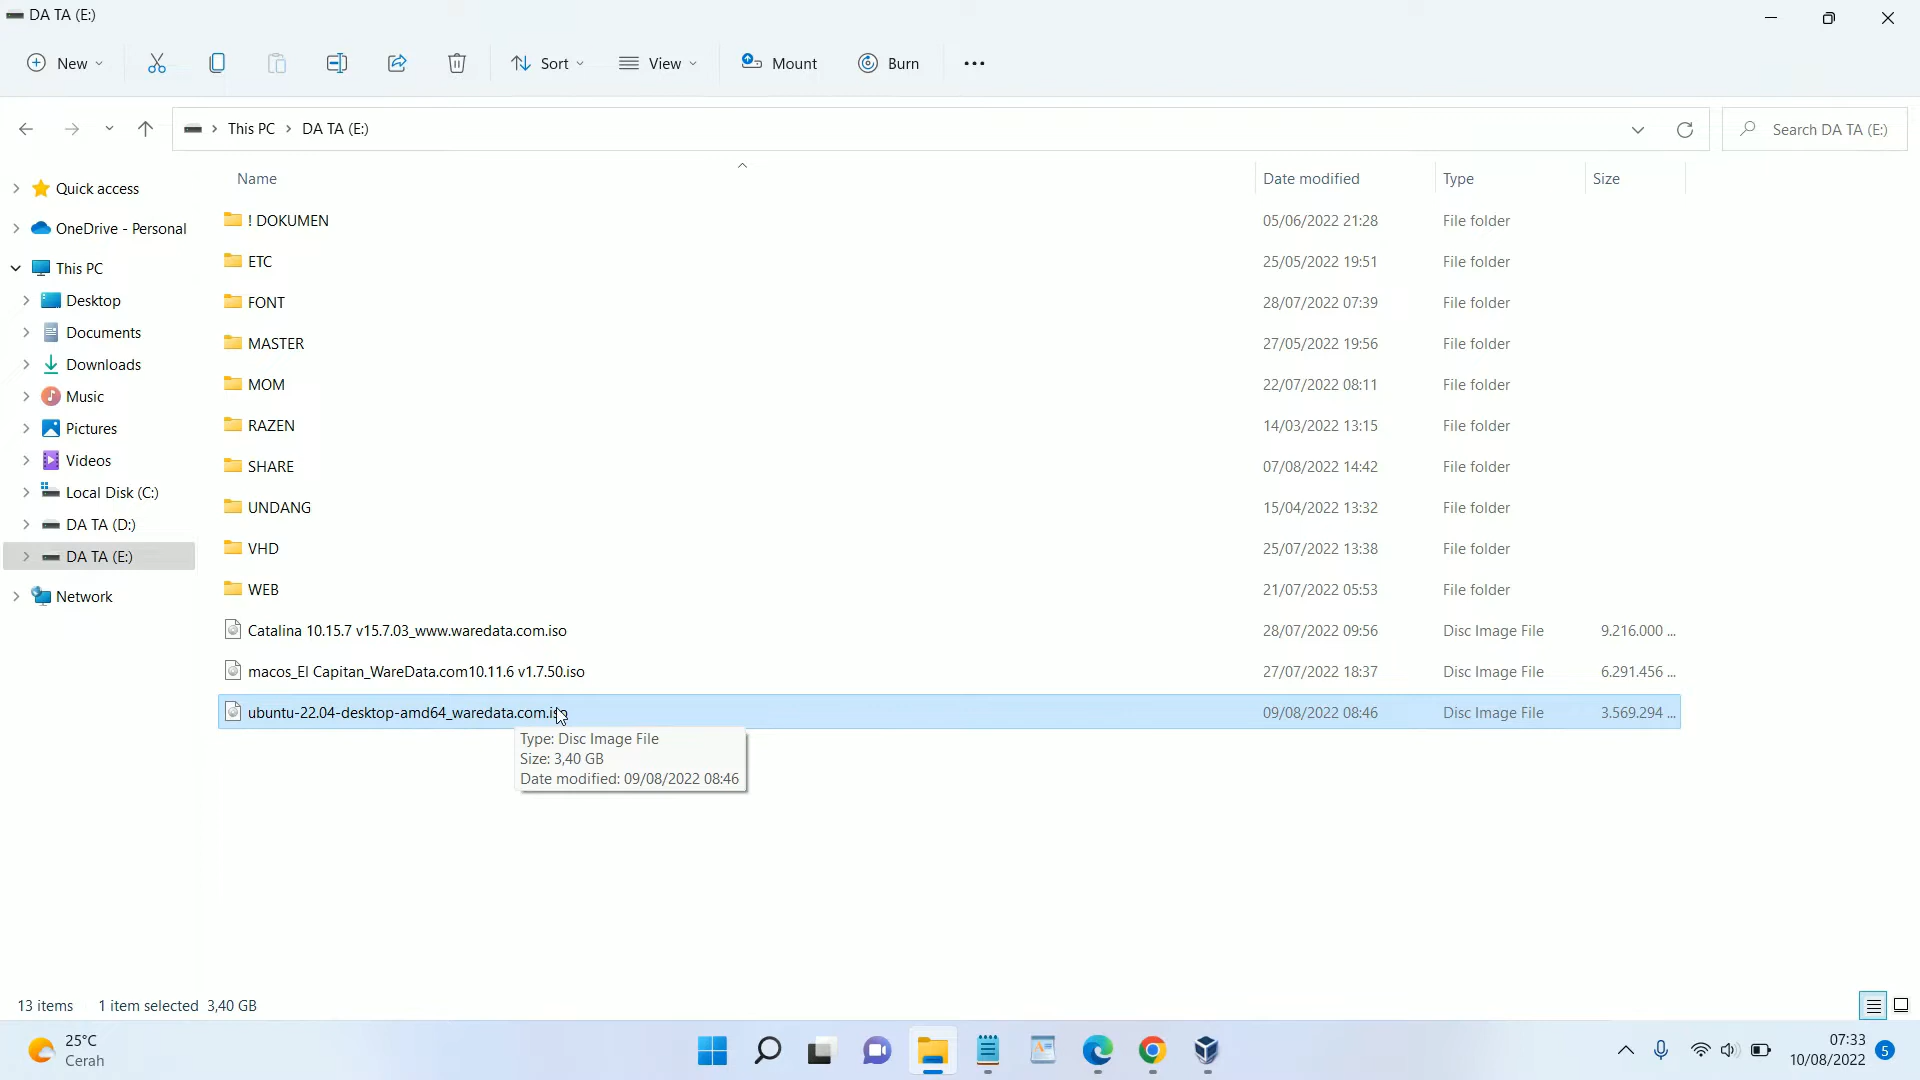 DA TA (E:)
New
Sort
View
Mount
Burn
This PC > DA TA (E:)
Search DA TA (E:)
Name Date modified Type Size
Quick access
OneDrive - Personal
This PC
Desktop
Documents
Downloads
Music
Pictures
Videos
Local Disk (C:)
DA TA (D:)
DA TA (E:)
Network
! DOKUMEN 05/06/2022 21:28 File folder
ETC 25/05/2022 19:51 File folder
FONT 28/07/2022 07:39 File folder
MASTER 27/05/2022 19:56 File folder
MOM 22/07/2022 08:11 File folder
RAZEN 14/03/2022 13:15 File folder
SHARE 07/08/2022 14:42 File folder
UNDANG 15/04/2022 13:32 File folder
VHD 25/07/2022 13:38 File folder
WEB 21/07/2022 05:53 File folder
Catalina 10.15.7 v15.7.03_www.waredata.com.iso 28/07/2022 09:56 Disc Image File 9.216.000 ...
macos_El Capitan_WareData.com10.11.6 v1.7.50.iso 27/07/2022 18:37 Disc Image File 6.291.456 ...
ubuntu-22.04-desktop-amd64_waredata.com.iso 09/08/2022 08:46 Disc Image File 3.569.294 ...
Type: Disc Image File
Size: 3,40 GB
Date modified: 09/08/2022 08:46
13 items 1 item selected 3,40 GB
25°C
Cerah
07:33
10/08/2022
5